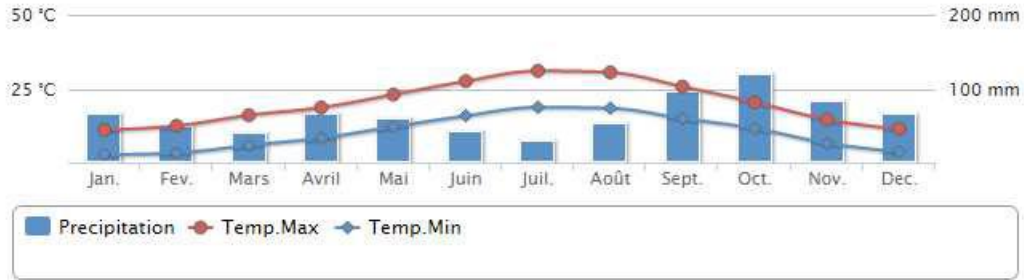 50 °C 200 mm
25 °C 100 mm
Jan. Fev. Mars Avril Mai Juin Juil. Août Sept. Oct. Nov. Dec.
Precipitation Temp.Max Temp.Min